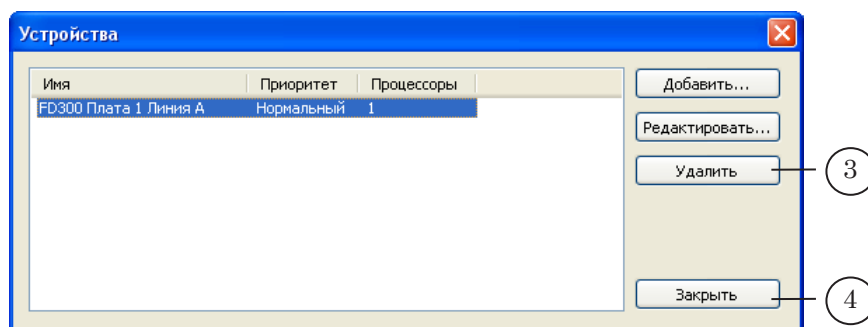 Устройства
Имя Приоритет Процессоры
FD300 Плата 1 Линия A Нормальный 1
Добавить...
Редактировать...
Удалить
3
Закрыть
4